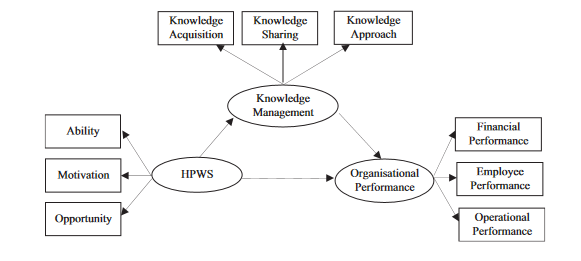 Knowledge
Acquisition
Knowledge
Sharing
Knowledge
Approach
Knowledge
Management
Ability
Motivation
Opportunity
HPWS
Organisational
Performance
Financial
Performance
Employee
Performance
Operational
Performance